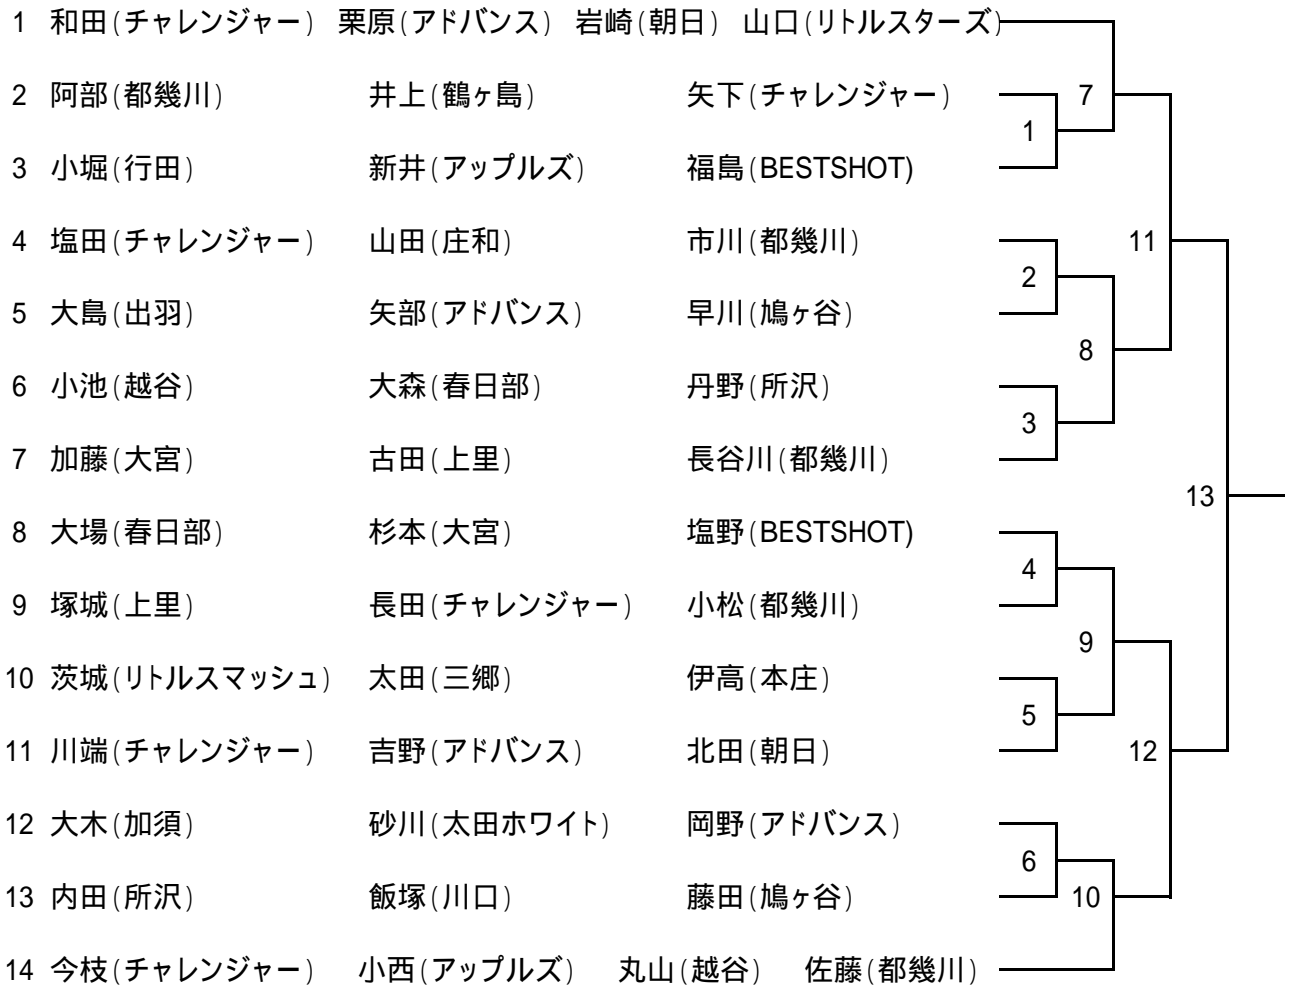 1 和田(チャレンジャー) 栗原(アドバンス) 岩崎(朝日) 山口(リトルスターズ)
2 阿部(都幾川) 井上(鶴ヶ島) 矢下(チャレンジャー) 7
1
3 小堀(行田) 新井(アップルズ) 福島(BESTSHOT)
4 塩田(チャレンジャー) 山田(庄和) 市川(都幾川) 11
2
5 大島(出羽) 矢部(アドバンス) 早川(鳩ヶ谷)
8
6 小池(越谷) 大森(春日部) 丹野(所沢)
3
7 加藤(大宮) 古田(上里) 長谷川(都幾川)
13
8 大場(春日部) 杉本(大宮) 塩野(BESTSHOT)
4
9 塚城(上里) 長田(チャレンジャー) 小松(都幾川)
9
10 茨城(リトルスマッシュ) 太田(三郷) 伊高(本庄)
5
11 川端(チャレンジャー) 吉野(アドバンス) 北田(朝日) 12
12 大木(加須) 砂川(太田ホワイト) 岡野(アドバンス)
6
13 内田(所沢) 飯塚(川口) 藤田(鳩ヶ谷) 10
14 今枝(チャレンジャー) 小西(アップルズ) 丸山(越谷) 佐藤(都幾川)